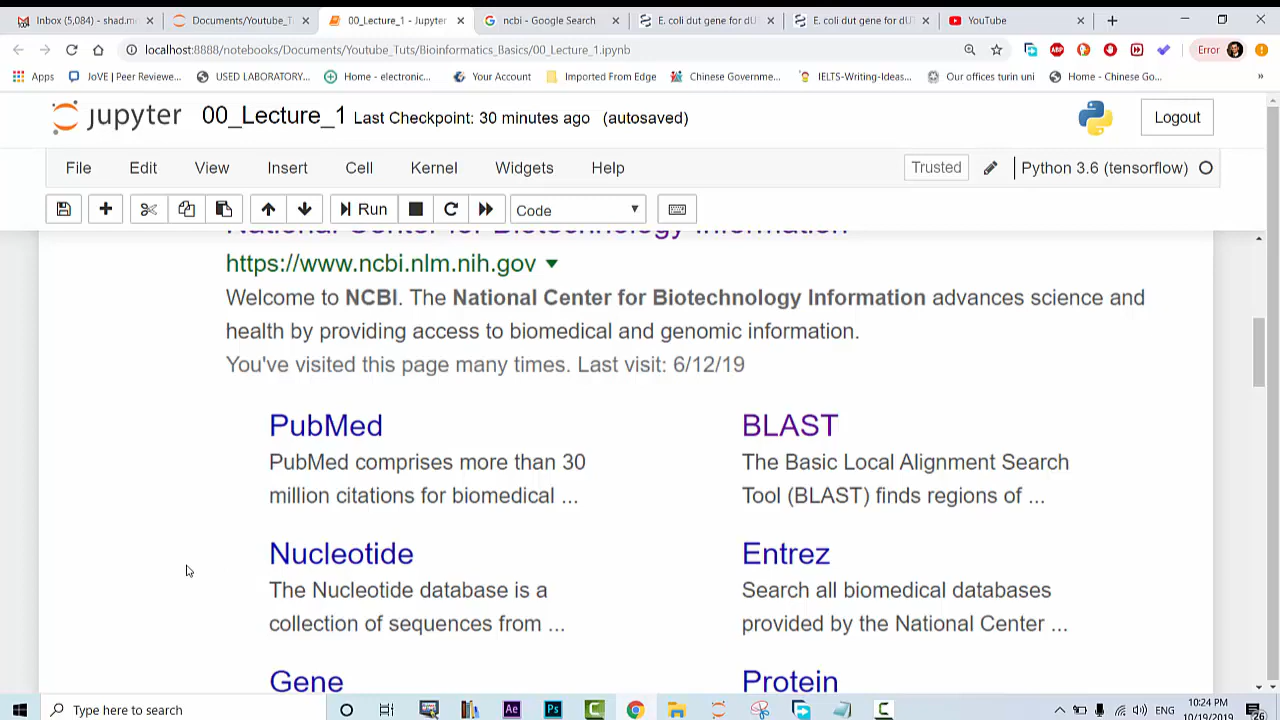 Inbox (5,084) - shad.m
Documents/Youtube_T
00_Lecture_1 - Jupyter
ncbi - Google Search
E. coli dut gene for dU
E. coli dut gene for dUT
YouTube
localhost:8888/notebooks/Documents/Youtube_Tuts/Bioinformatics_Basics/00_Lecture_1.ipynb
ABP
Error
Apps
JoVE | Peer Reviewe...
USED LABORATORY...
Home - electronic...
Your Account
Imported From Edge
Chinese Governme...
IELTS-Writing-Ideas...
Our offices turin uni
Home - Chinese Go...
»
jupyter 00_Lecture_1 Last Checkpoint: 30 minutes ago (autosaved)
Logout
File Edit View Insert Cell Kernel Widgets Help
Trusted
Python 3.6 (tensorflow)
Run
Code
National Center for Biotechnology Information
https://www.ncbi.nlm.nih.gov
Welcome to NCBI. The National Center for Biotechnology Information advances science and
health by providing access to biomedical and genomic information.
You've visited this page many times. Last visit: 6/12/19
PubMed
PubMed comprises more than 30
million citations for biomedical ...
BLAST
The Basic Local Alignment Search
Tool (BLAST) finds regions of ...
Nucleotide
The Nucleotide database is a
collection of sequences from ...
Entrez
Search all biomedical databases
provided by the National Center ...
Gene
Protein
Type here to search
Ae
Ps
C
C
ENG
10:24 PM
10/19/2019